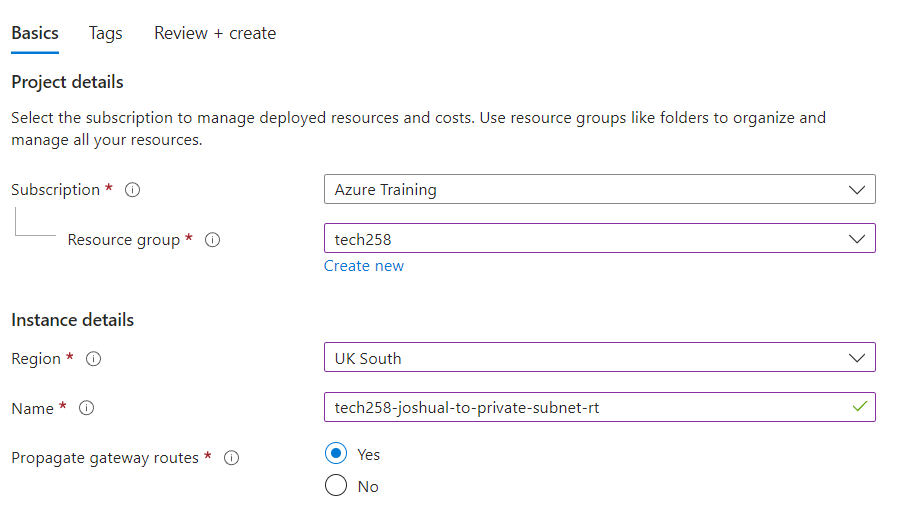 Basics Tags Review + create
Project details
Select the subscription to manage deployed resources and costs. Use resource groups like folders to organize and
manage all your resources.
Subscription * Azure Training
Resource group * tech258
Create new
Instance details
Region * UK South
Name * tech258-joshual-to-private-subnet-rt
Propagate gateway routes * Yes
No